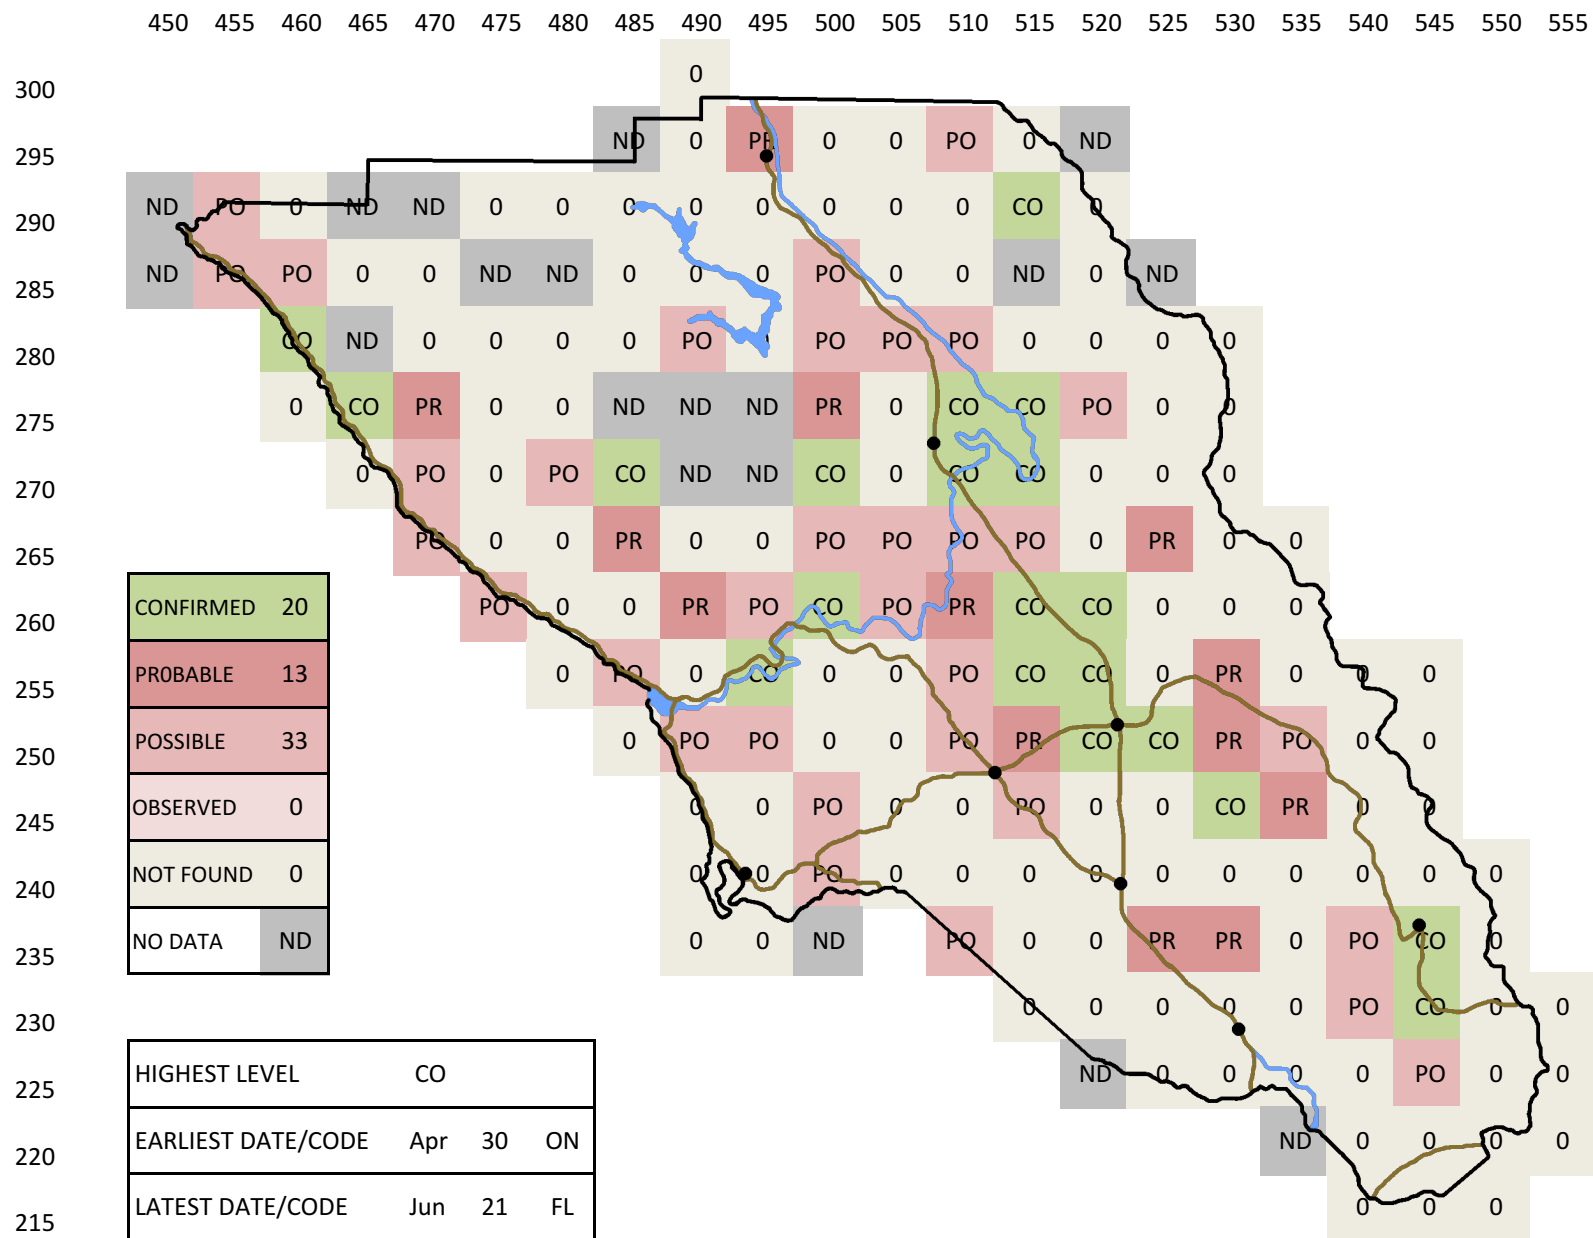 450 455 460 465 470 475 480 485 490 495 500 505 510 515 520 525 530 535 540 545 550 555
0
300
ND 0 PR 0 0 PO 0 ND
295
ND PO 0 ND ND 0 0 0 0 0 0 0 0 CO 0
290
ND PO PO 0 0 ND ND 0 0 0 PO 0 0 ND 0 ND
285
CO ND 0 0 0 0 PO 0 PO PO PO 0 0 0 0
280
0 CO PR 0 0 ND ND ND PR 0 CO CO PO 0 0
275
0 PO 0 PO CO ND ND CO 0 CO CO 0 0 0
270
PO 0 0 PR 0 0 PO PO PO PO 0 PR 0 0
265
CONFIRMED 20
PO 0 0 PR PO CO PO PR CO CO 0 0 0
260
PR0BABLE 13
0 PO 0 CO 0 0 PO CO CO 0 PR 0 0 0
255
POSSIBLE 33
0 PO PO 0 0 PO PR CO CO PR PO 0 0
250
OBSERVED 0
0 0 PO 0 0 PO 0 0 CO PR 0 0
245
NOT FOUND 0
0 0 PO 0 0 0 0 0 0 0 0 0 0
240
NO DATA ND
0 0 ND PO 0 0 PR PR 0 PO CO 0
235
0 0 0 0 0 PO CO 0 0
230
HIGHEST LEVEL CO
ND 0 0 0 0 PO 0 0
225
EARLIEST DATE/CODE Apr 30 ON
ND 0 0 0 0
220
LATEST DATE/CODE Jun 21 FL
0 0 0
215